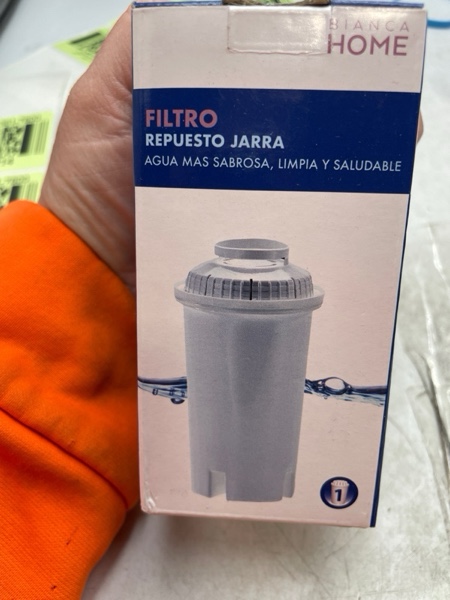 BIANCA
HOME
FILTRO
REPUESTO JARRA
AGUA MAS SABROSA, LIMPIA Y SALUDABLE
1